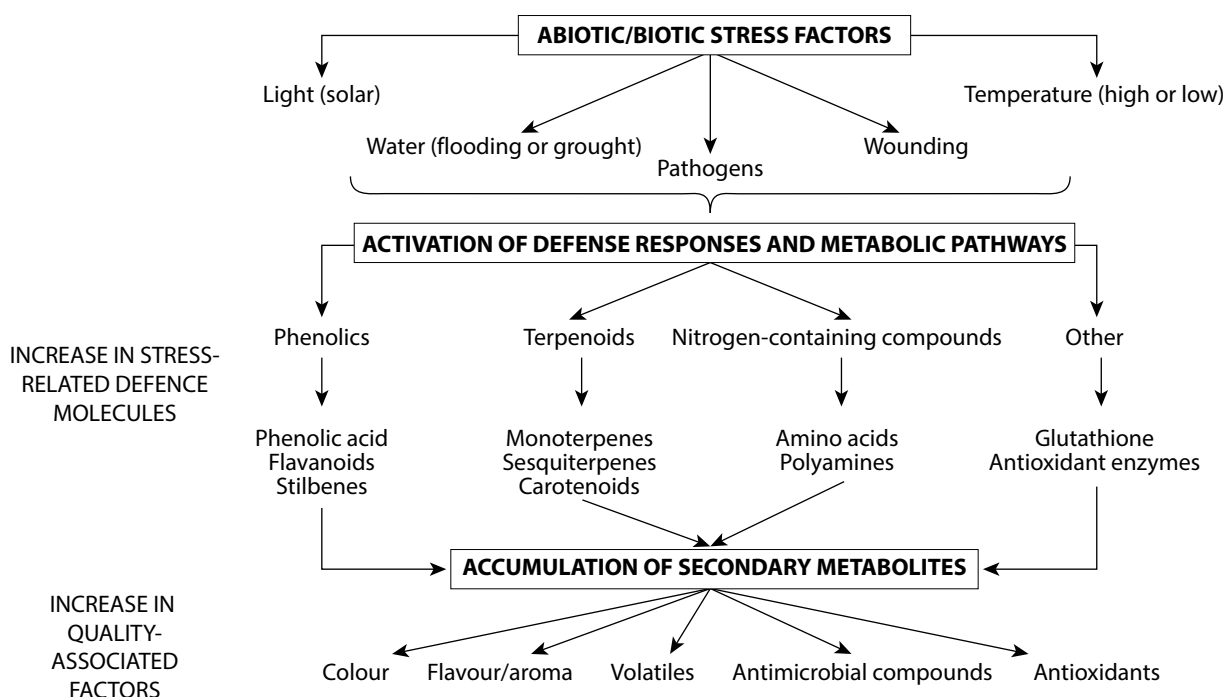 ABIOTIC/BIOTIC STRESS FACTORS
Light (solar)
Temperature (high or low)
Water (flooding or grought)
Wounding
Pathogens
ACTIVATION OF DEFENSE RESPONSES AND METABOLIC PATHWAYS
Phenolics
Terpenoids
Nitrogen-containing compounds
Other
INCREASE IN STRESS-
RELATED DEFENCE
MOLECULES
Phenolic acid
Flavanoids
Stilbenes
Monoterpenes
Sesquiterpenes
Carotenoids
Amino acids
Polyamines
Glutathione
Antioxidant enzymes
ACCUMULATION OF SECONDARY METABOLITES
INCREASE IN
QUALITY-
ASSOCIATED
FACTORS
Colour
Flavour/aroma
Volatiles
Antimicrobial compounds
Antioxidants